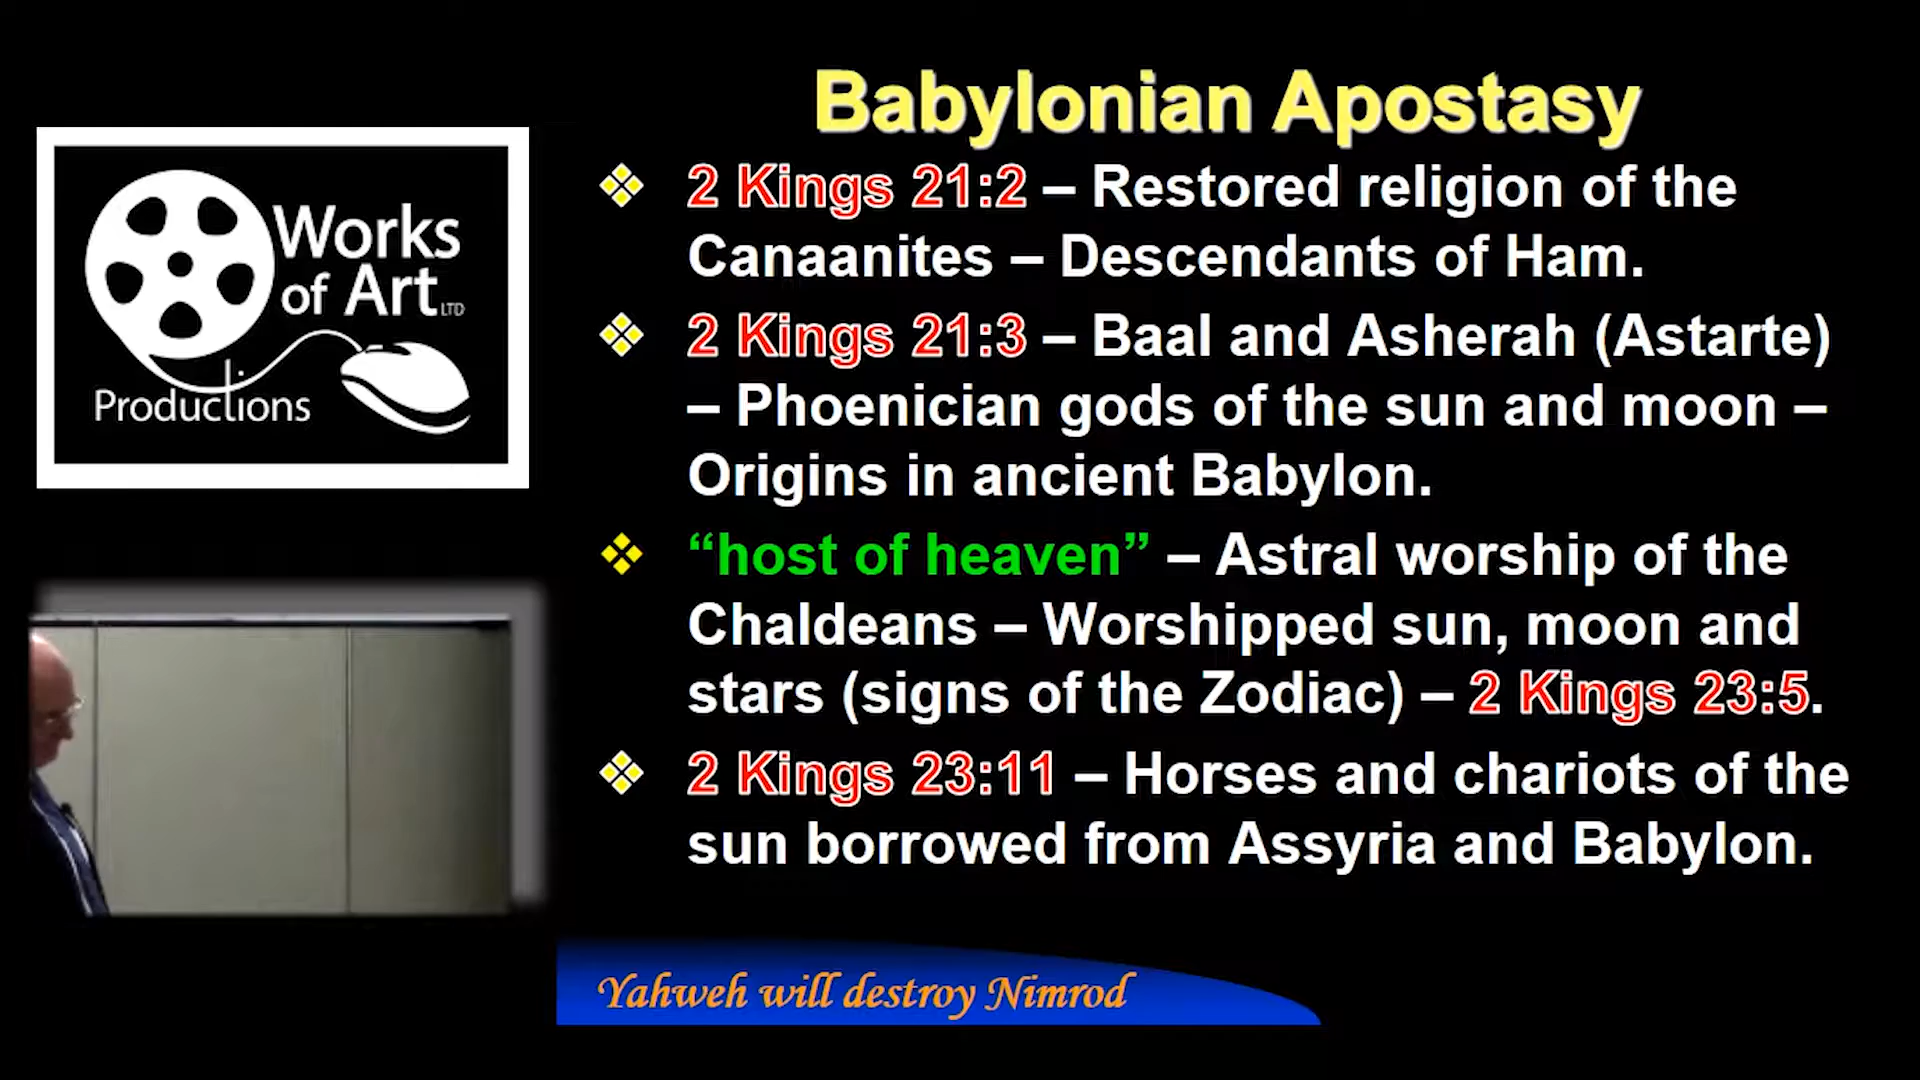 Babylonian Apostasy
Works
of Art LTD
Productions
2 Kings 21:2 – Restored religion of the
Canaanites – Descendants of Ham.
2 Kings 21:3 – Baal and Asherah (Astarte)
– Phoenician gods of the sun and moon –
Origins in ancient Babylon.
“host of heaven” – Astral worship of the
Chaldeans – Worshipped sun, moon and
stars (signs of the Zodiac) – 2 Kings 23:5.
2 Kings 23:11 – Horses and chariots of the
sun borrowed from Assyria and Babylon.
Yahweh will destroy Nimrod